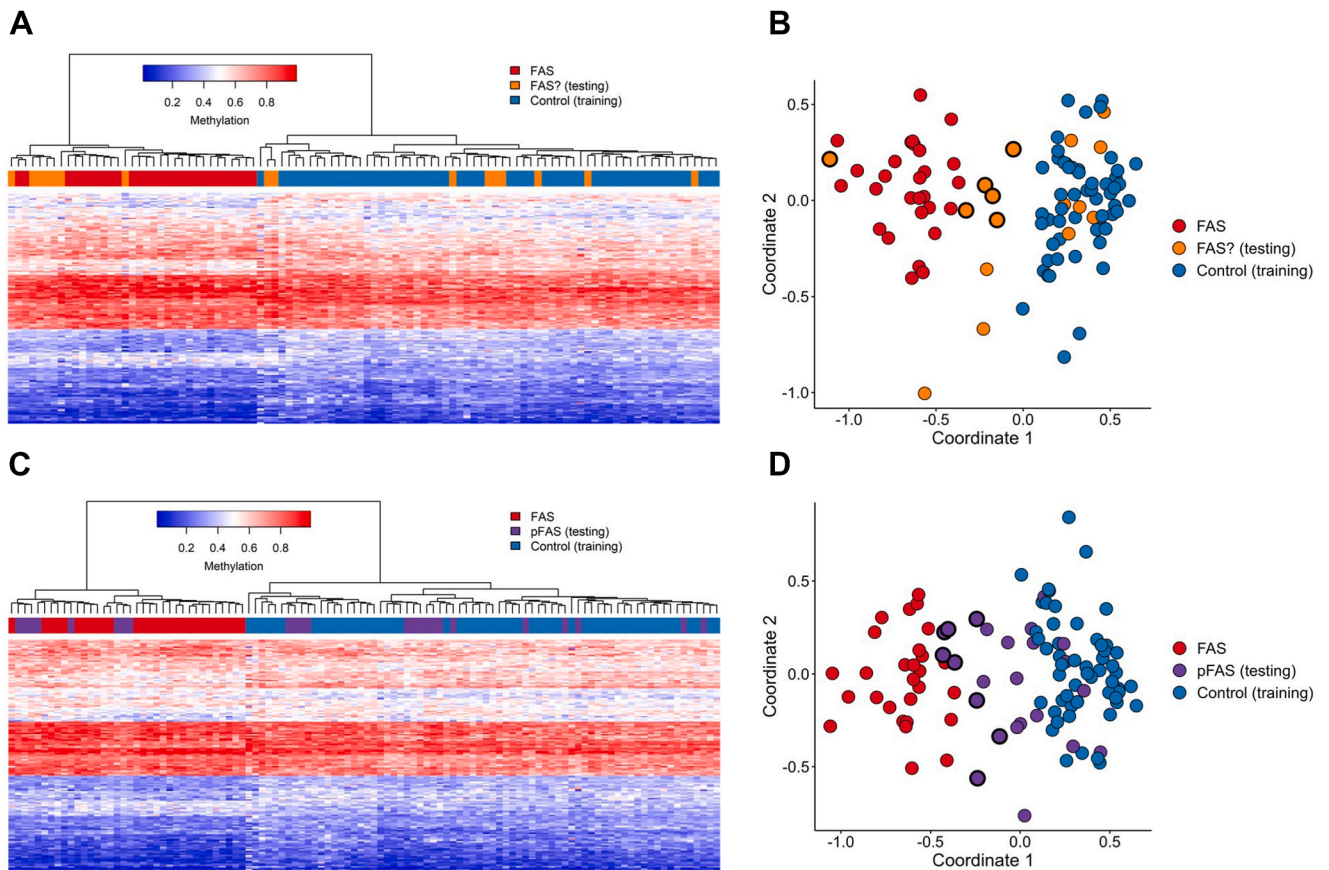 A
FAS
FAS? (testing)
Control (training)
0.2 0.4 0.6 0.8
Methylation
B
0.5
0.0
-0.5
-1.0
Coordinate 2
-1.0 -0.5 0.0 0.5
Coordinate 1
FAS
FAS? (testing)
Control (training)
C
FAS
pFAS (testing)
Control (training)
0.2 0.4 0.6 0.8
Methylation
D
0.5
0.0
-0.5
Coordinate 2
-1.0 -0.5 0.0 0.5
Coordinate 1
FAS
pFAS (testing)
Control (training)